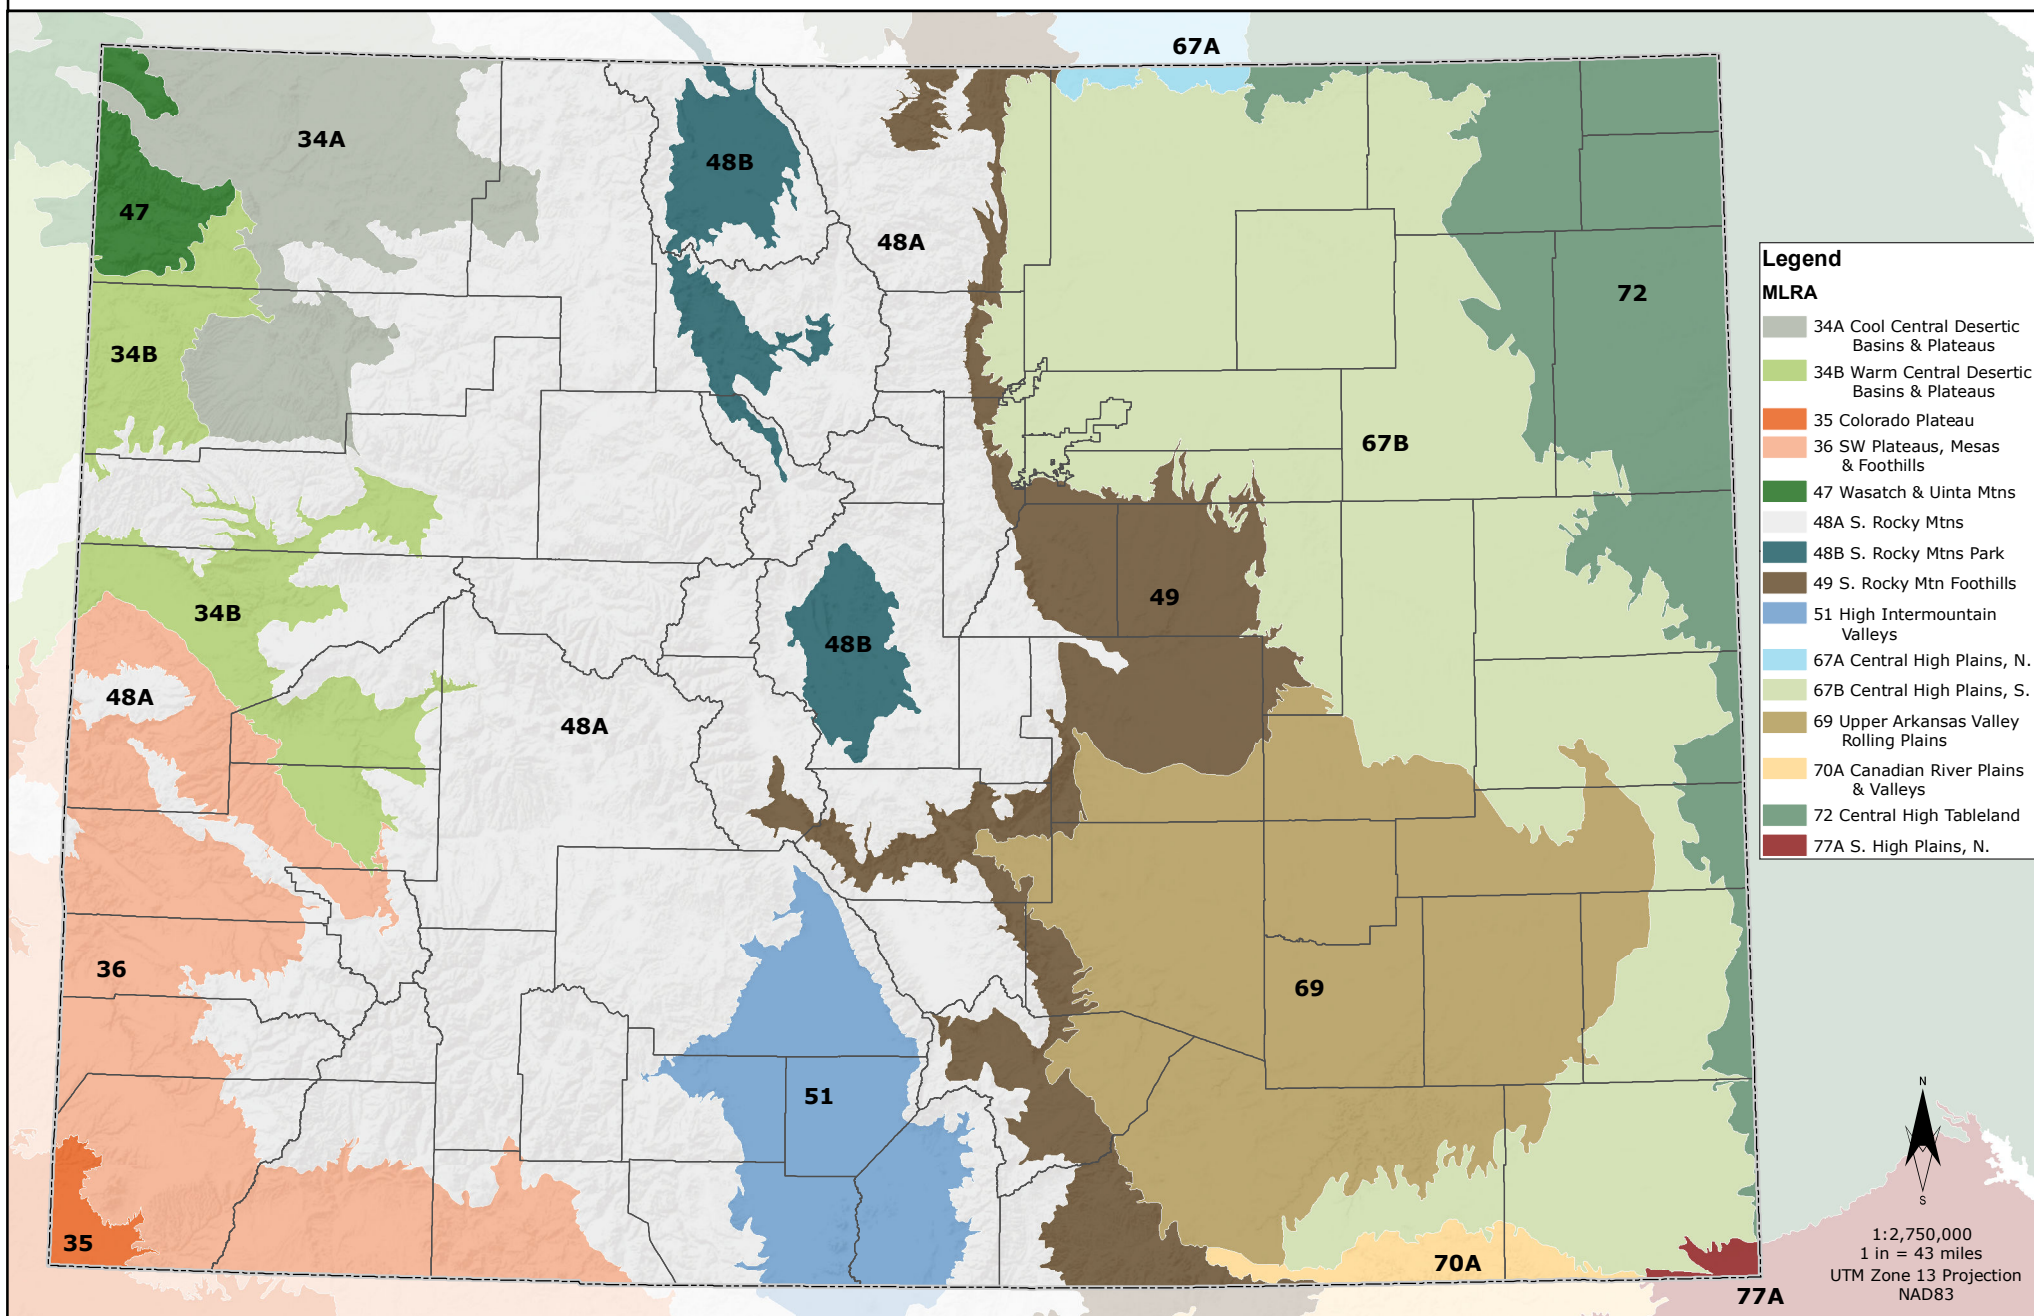 67A
34A
48B
47
48A
72
34B
67B
49
34B
48B
48A
48A
36
69
51
35
70A
77A
Legend
MLRA
34A Cool Central Desertic
Basins & Plateaus
34B Warm Central Desertic
Basins & Plateaus
35 Colorado Plateau
36 SW Plateaus, Mesas
& Foothills
47 Wasatch & Uinta Mtns
48A S. Rocky Mtns
48B S. Rocky Mtns Park
49 S. Rocky Mtn Foothills
51 High Intermountain
Valleys
67A Central High Plains, N.
67B Central High Plains, S.
69 Upper Arkansas Valley
Rolling Plains
70A Canadian River Plains
& Valleys
72 Central High Tableland
77A S. High Plains, N.
N
S
1:2,750,000
1 in = 43 miles
UTM Zone 13 Projection
NAD83